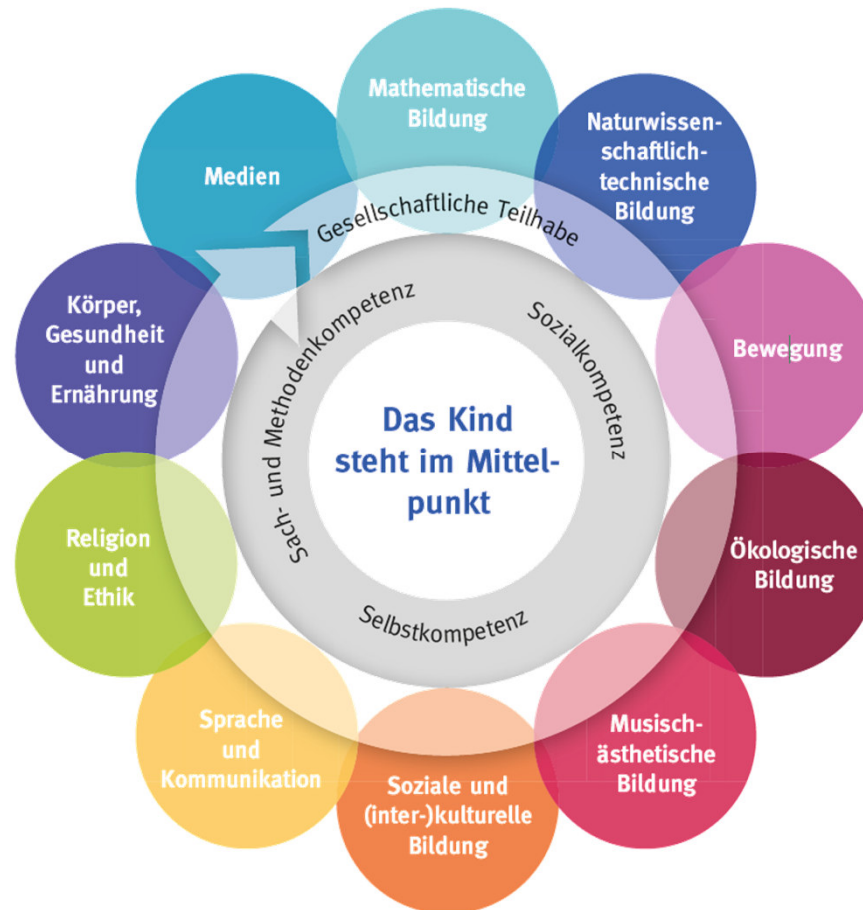 Mathematische
Bildung
Naturwissen-
schaftlich-
technische
Bildung
Bewegung
Ökologische
Bildung
Musisch-
ästhetische
Bildung
Soziale und
(inter-)kulturelle
Bildung
Sprache
und
Kommunikation
Religion
und
Ethik
Körper,
Gesundheit
und
Ernährung
Medien
Gesellschaftliche Teilhabe
Sozialkompetenz
Selbstkompetenz
Sach- und Methodenkompetenz
Das Kind
steht im Mittel-
punkt